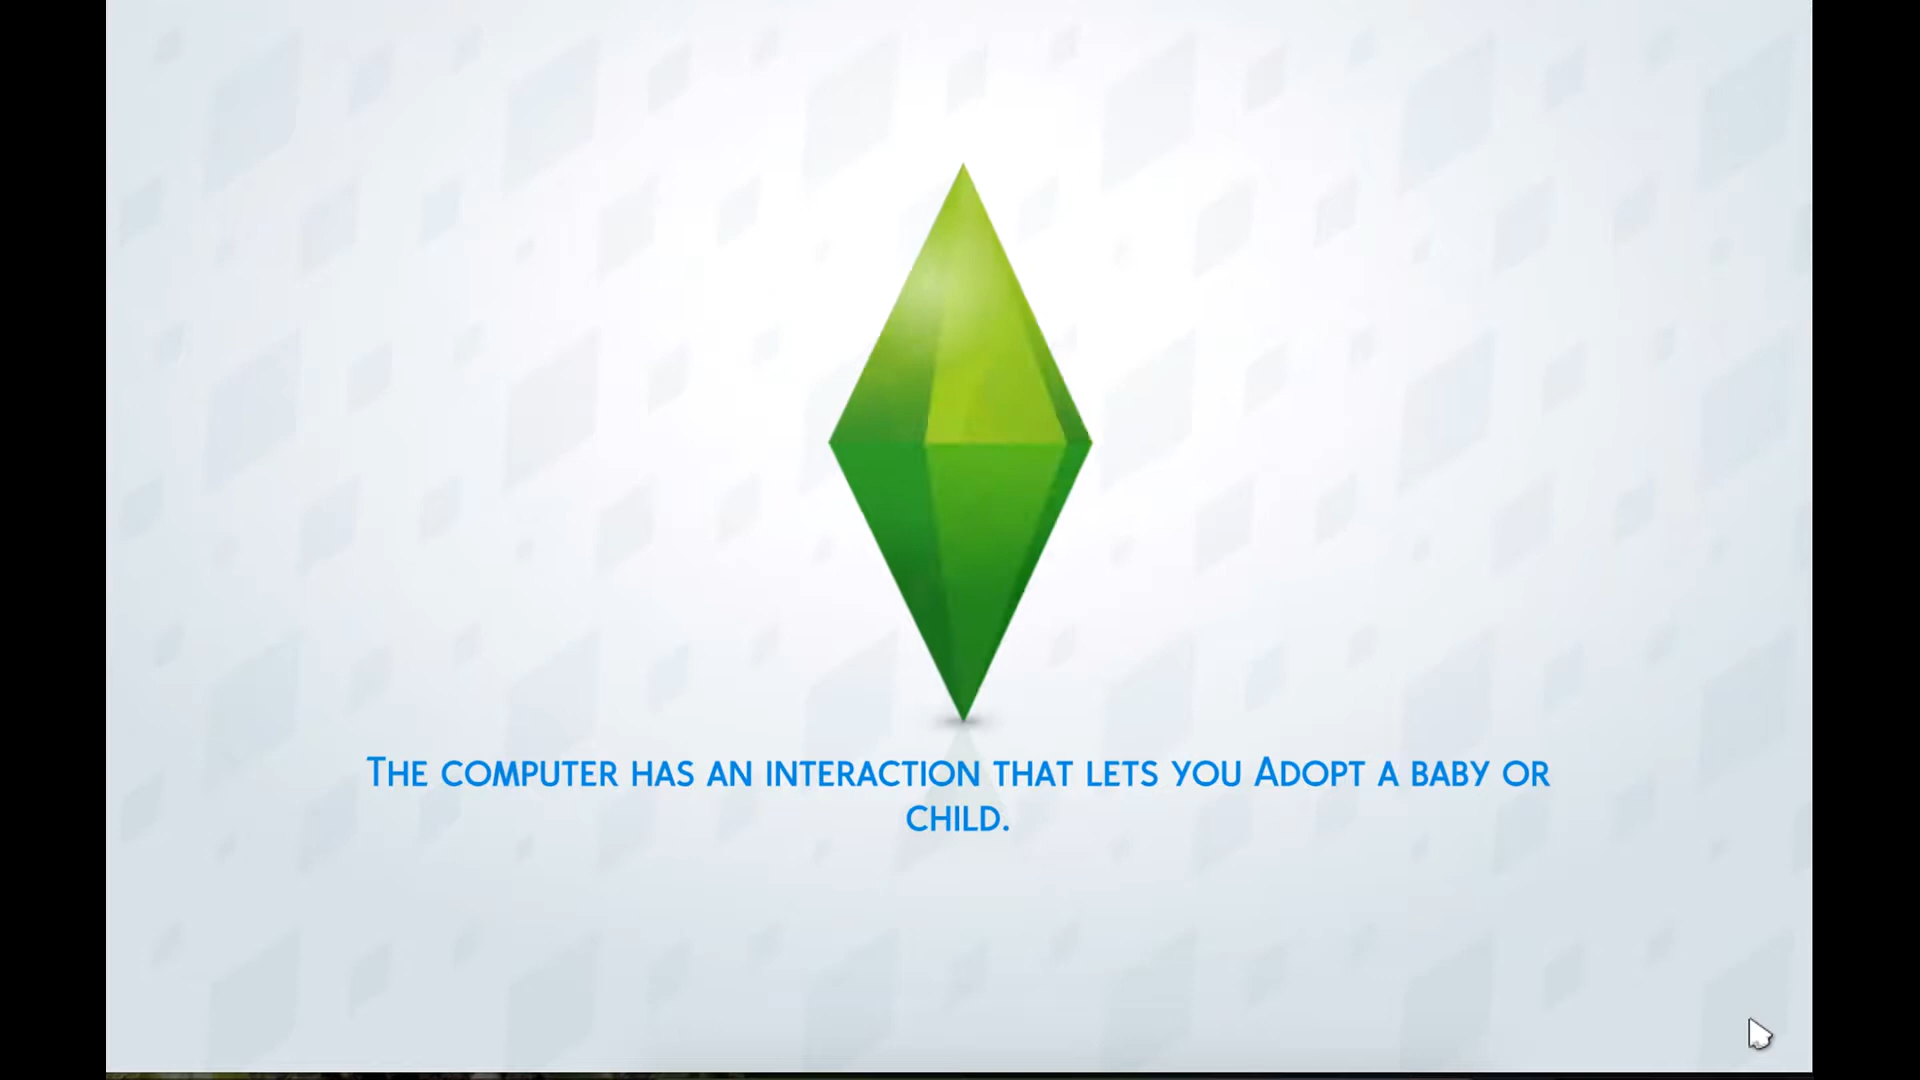 The computer has an interaction that lets you Adopt a baby or
child.